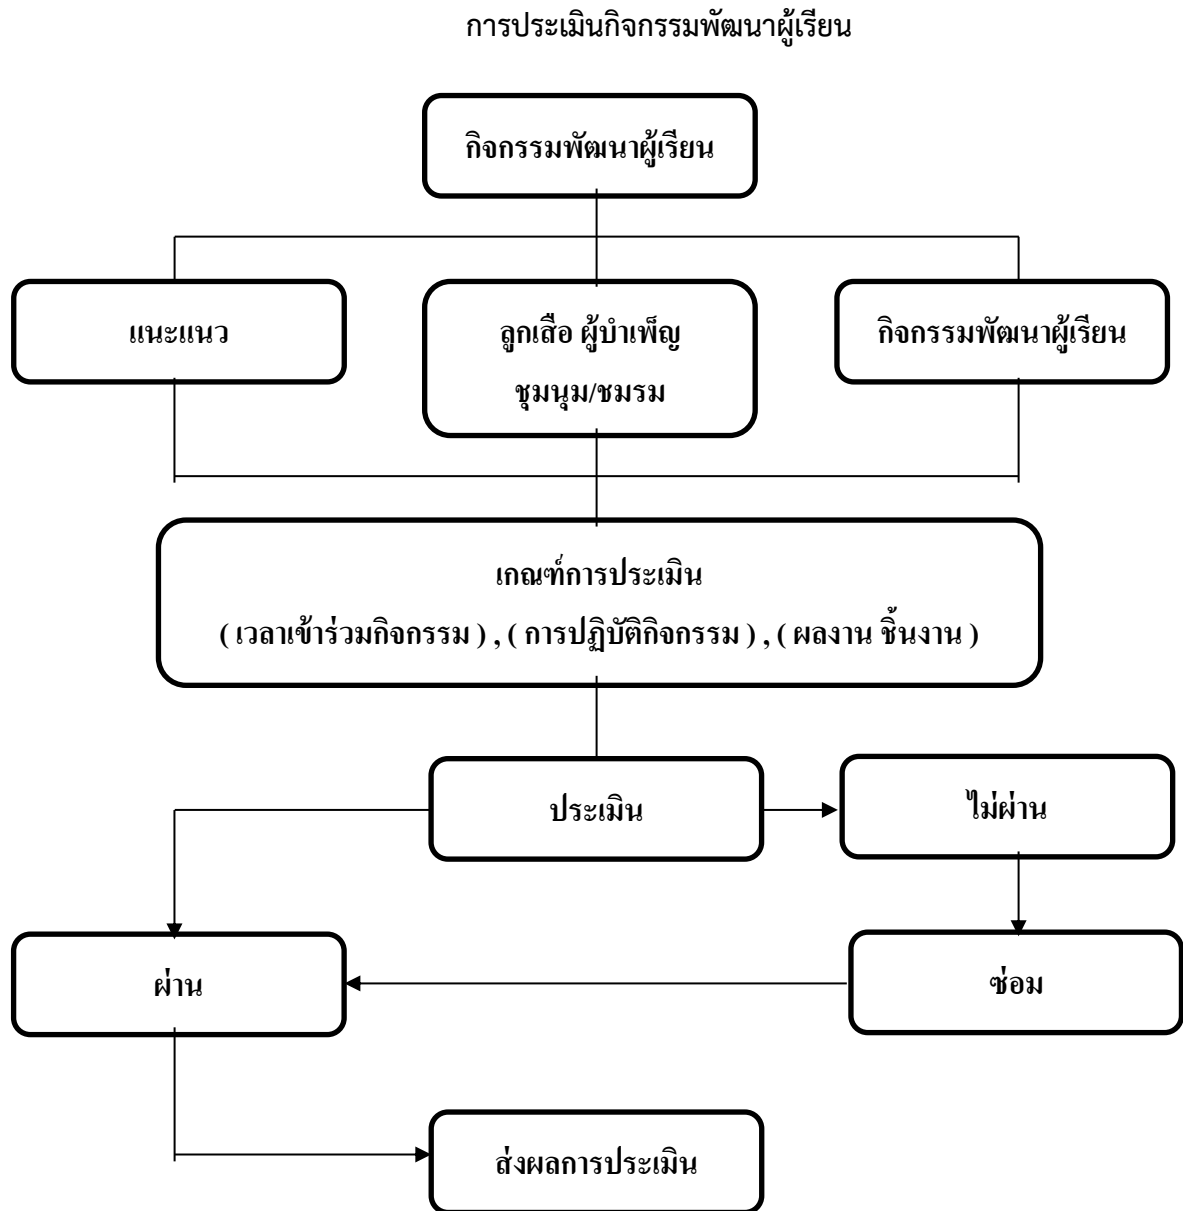 การประเมินกิจกรรมพัฒนาผู้เรียน
กิจกรรมพัฒนาผู้เรียน
แนะแนว
ลูกเสือ ผู้บำเพ็ญ
ชุมนุม/ชมรม
กิจกรรมพัฒนาผู้เรียน
เกณฑ์การประเมิน
( เวลาเข้าร่วมกิจกรรม ) , ( การปฏิบัติกิจกรรม ) , ( ผลงาน ชิ้นงาน )
ประเมิน
ไม่ผ่าน
ผ่าน
ซ่อม
ส่งผลการประเมิน